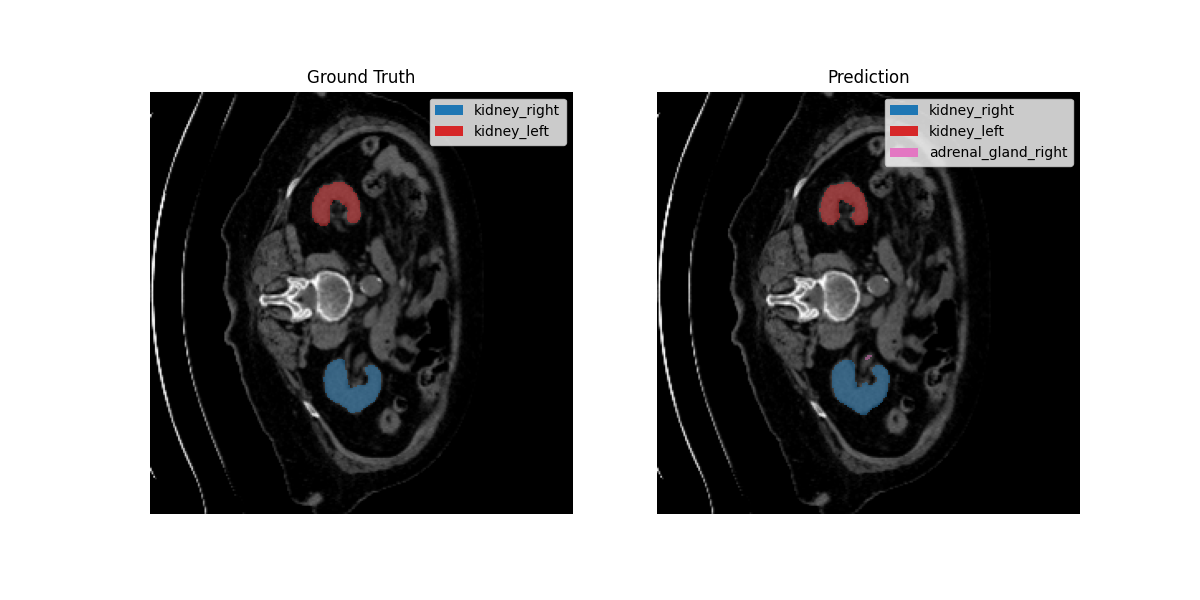 Ground Truth
kidney_right
kidney_left
Prediction
kidney_right
kidney_left
adrenal_gland_right